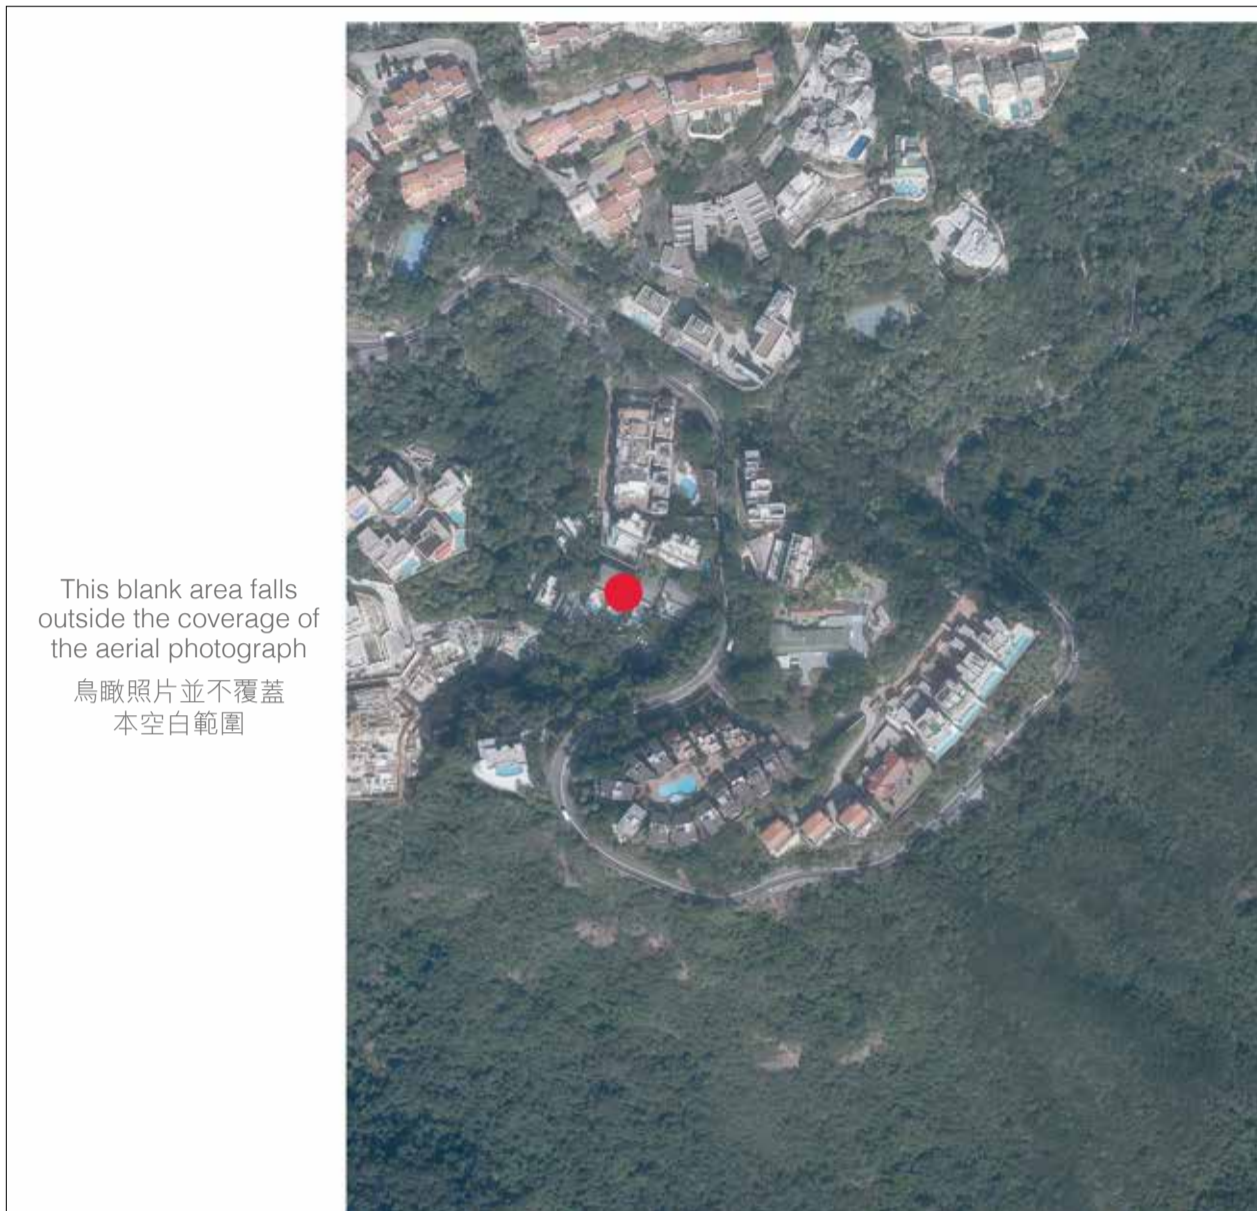 This blank area falls
outside the coverage of
the aerial photograph
鳥瞰照片並不覆蓋
本空白範圍